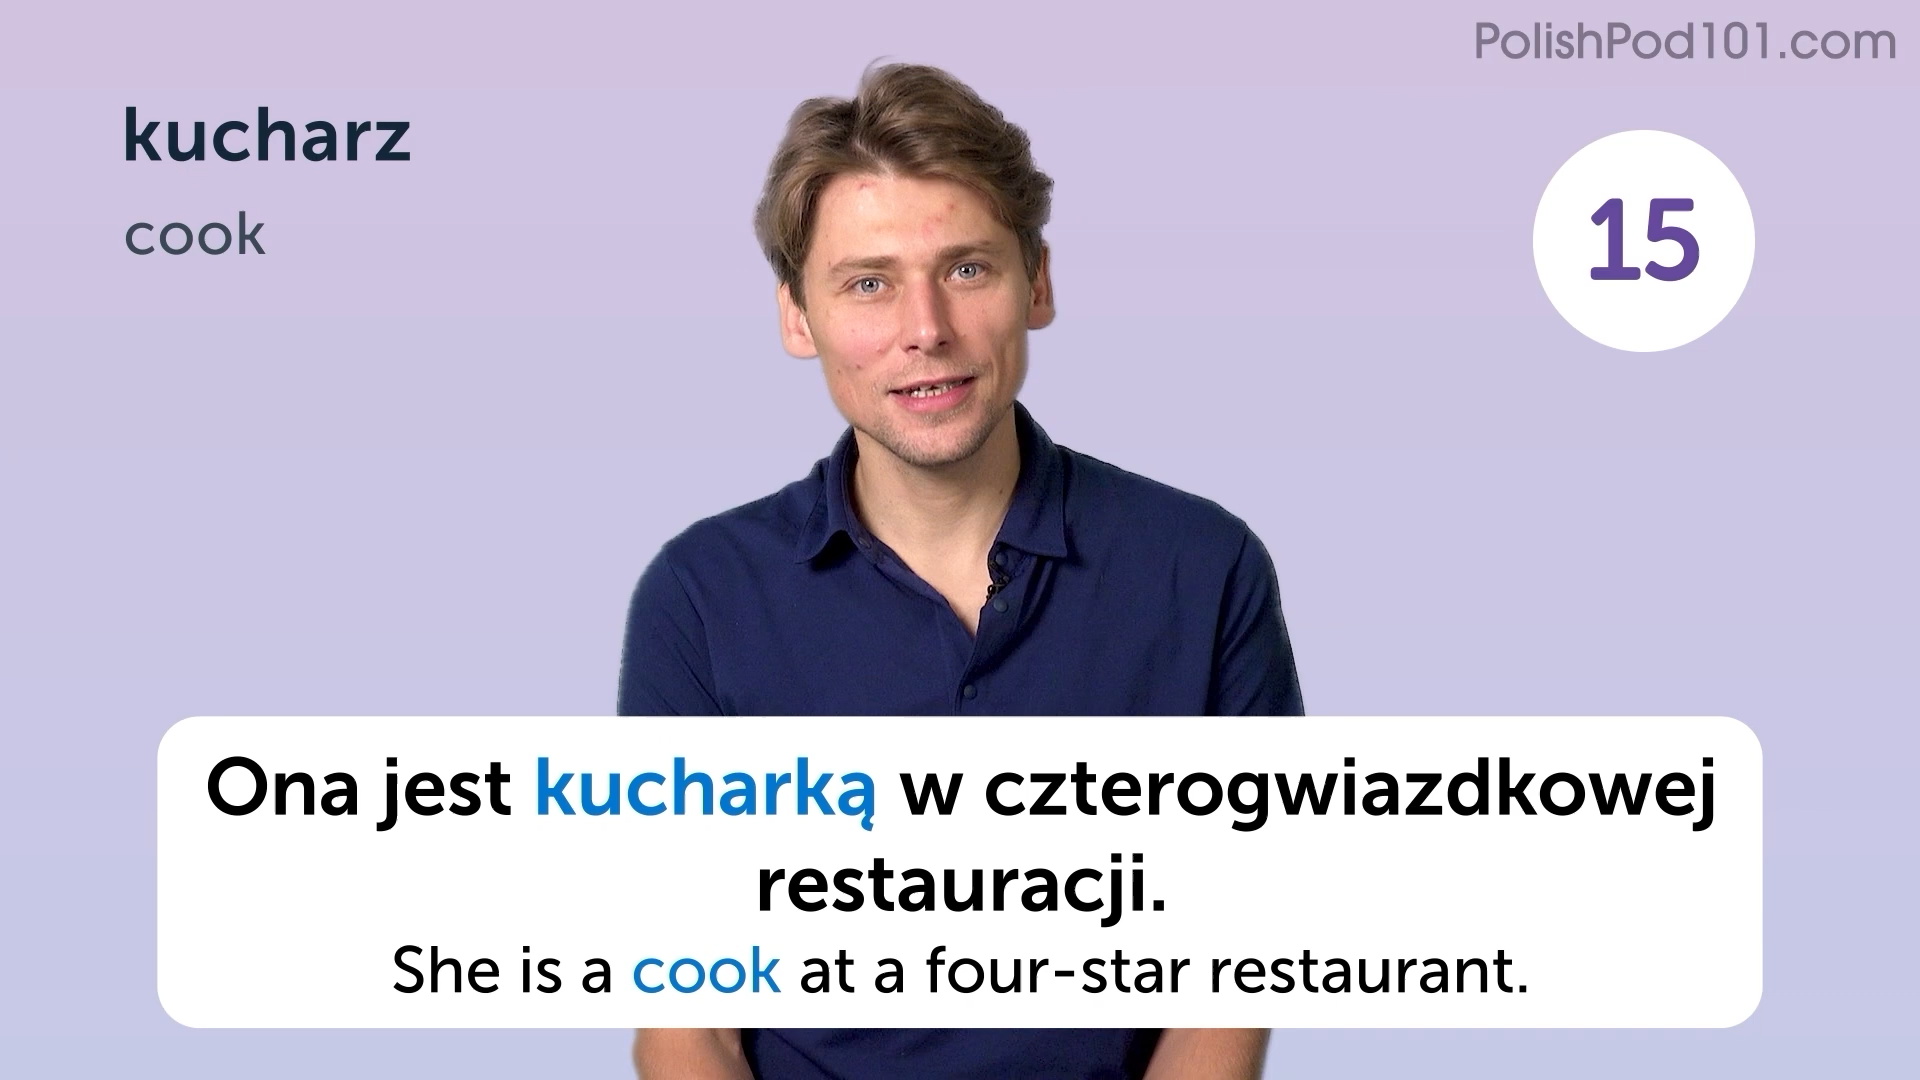 PolishPod101.com
kucharz
cook
15
Ona jest kucharką w czterogwiazdkowej
restauracji.
She is a cook at a four-star restaurant.